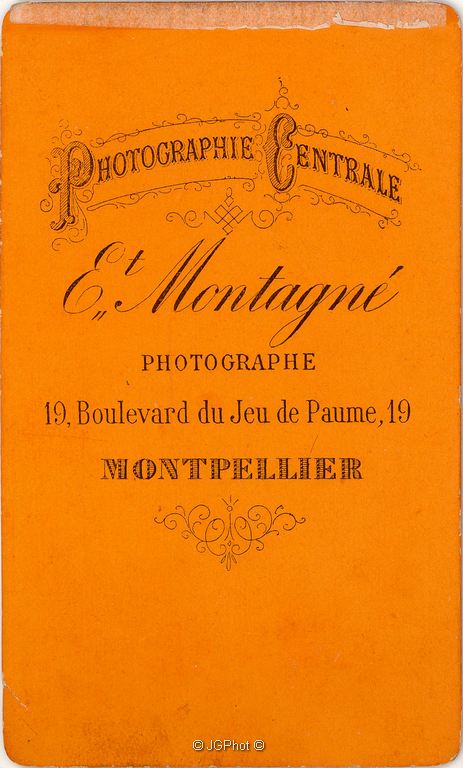 PHOTOGRAPHIE CENTRALE
Et Montagné
PHOTOGRAPHE
19, Boulevard du Jeu de Paume, 19
MONTPELLIER
© JGPhot ©